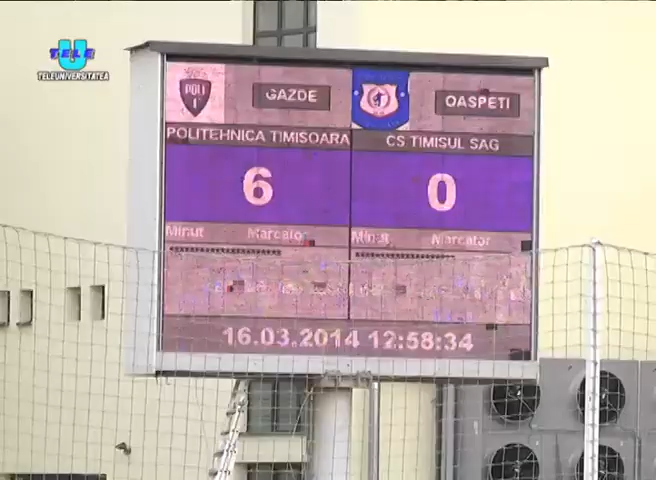 TELE
U
TELEUNIVERSITATEA
POLI
GAZDE
OASPETI
POLITEHNICA TIMISOARA
CS TIMISUL SAG
6
0
Minut
Marcator
Minut
Marcator
16.03.2014 12:58:34